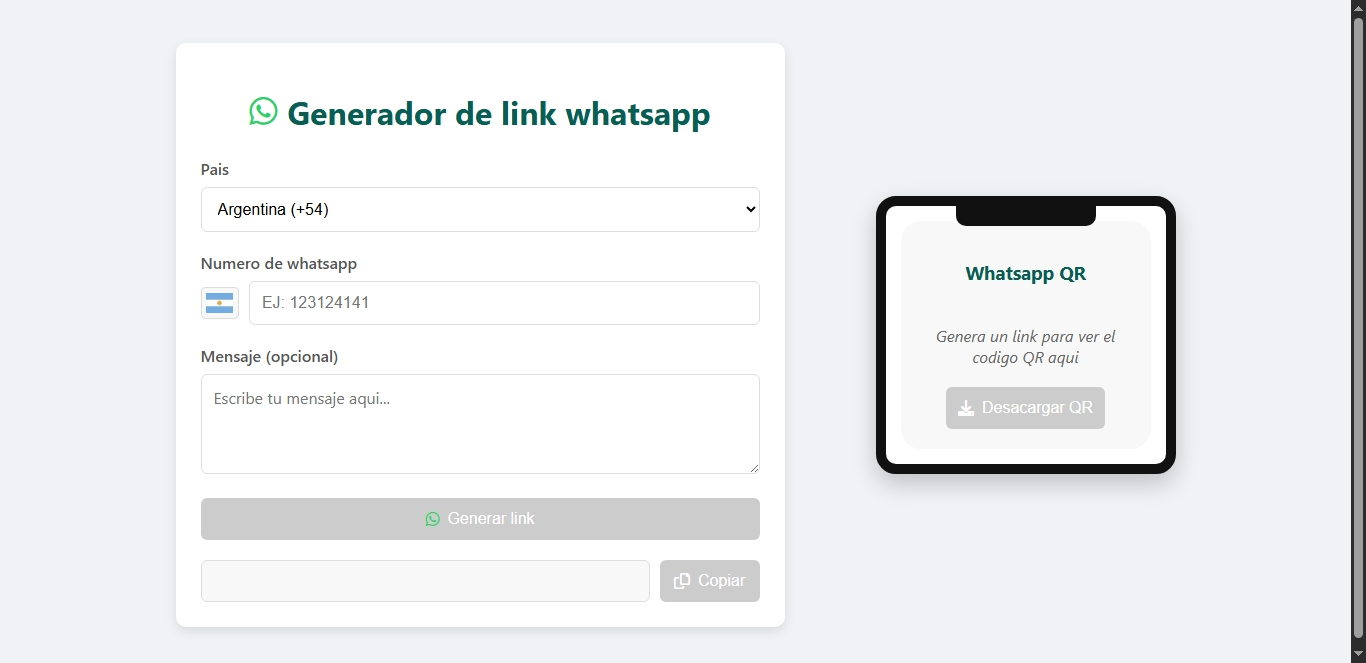 Generador de link whatsapp
Pais
Argentina (+54)
Numero de whatsapp
EJ: 123124141
Mensaje (opcional)
Escribe tu mensaje aqui...
Generar link
Copiar
Whatsapp QR
Genera un link para ver el
codigo QR aqui
Desacargar QR